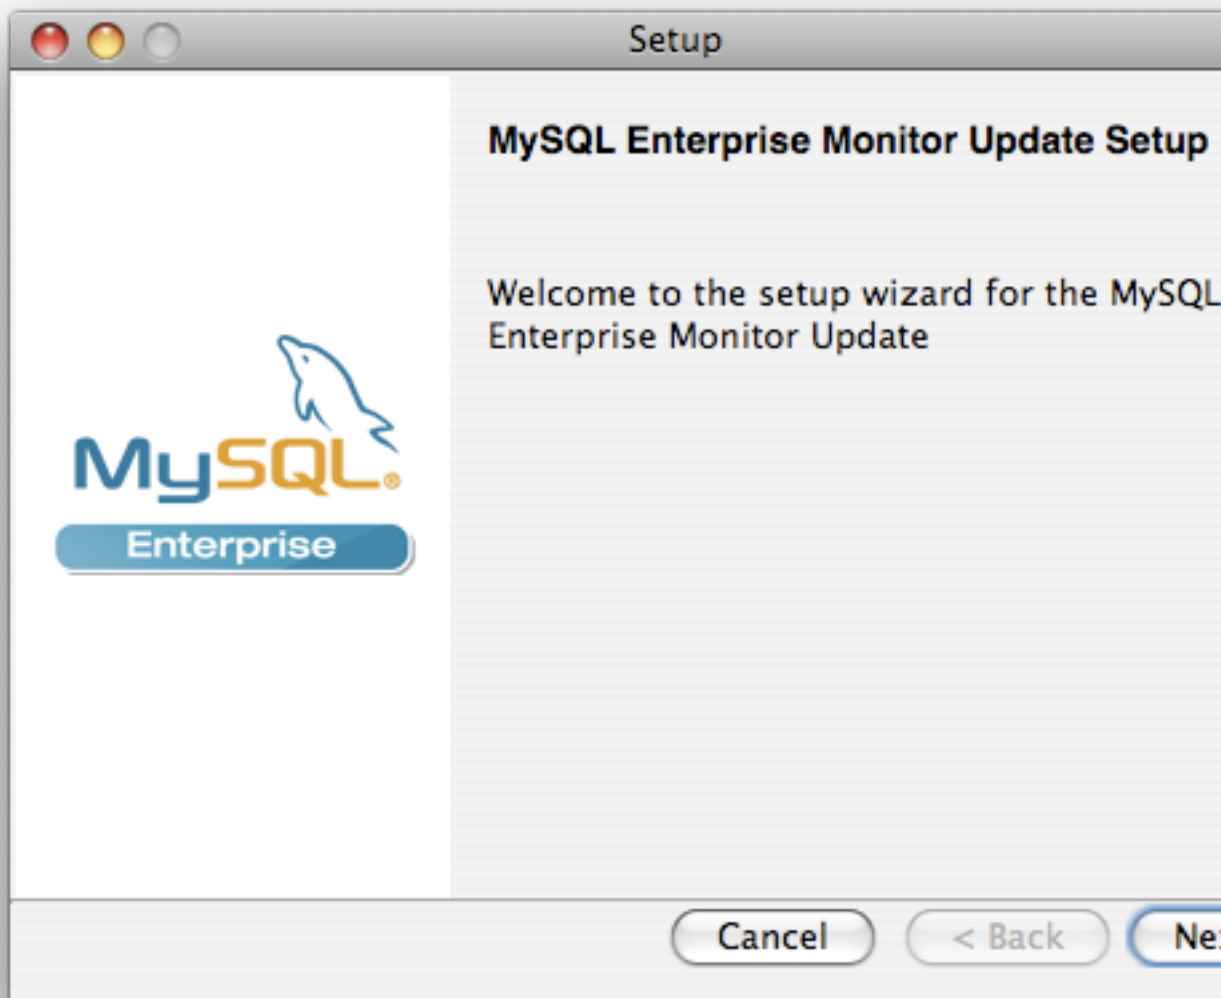 Setup
MySQL Enterprise Monitor Update Setup
Welcome to the setup wizard for the MySQL
Enterprise Monitor Update
MySQL®
Enterprise
Cancel
< Back